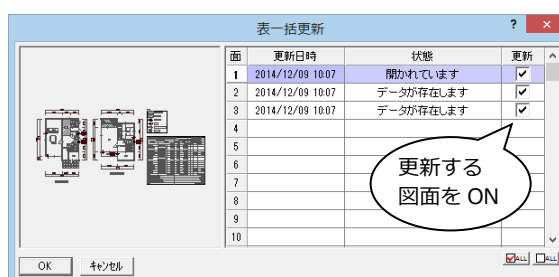 表一括更新 ?
面 更新日時 状態 更新
1 2014/12/09 10:07 開かれています
2 2014/12/09 10:07 データが存在します
3 2014/12/09 10:07 データが存在します
4
5
6
7
8
9
10
更新する
図面を ON
OK キャンセル ALL ALL